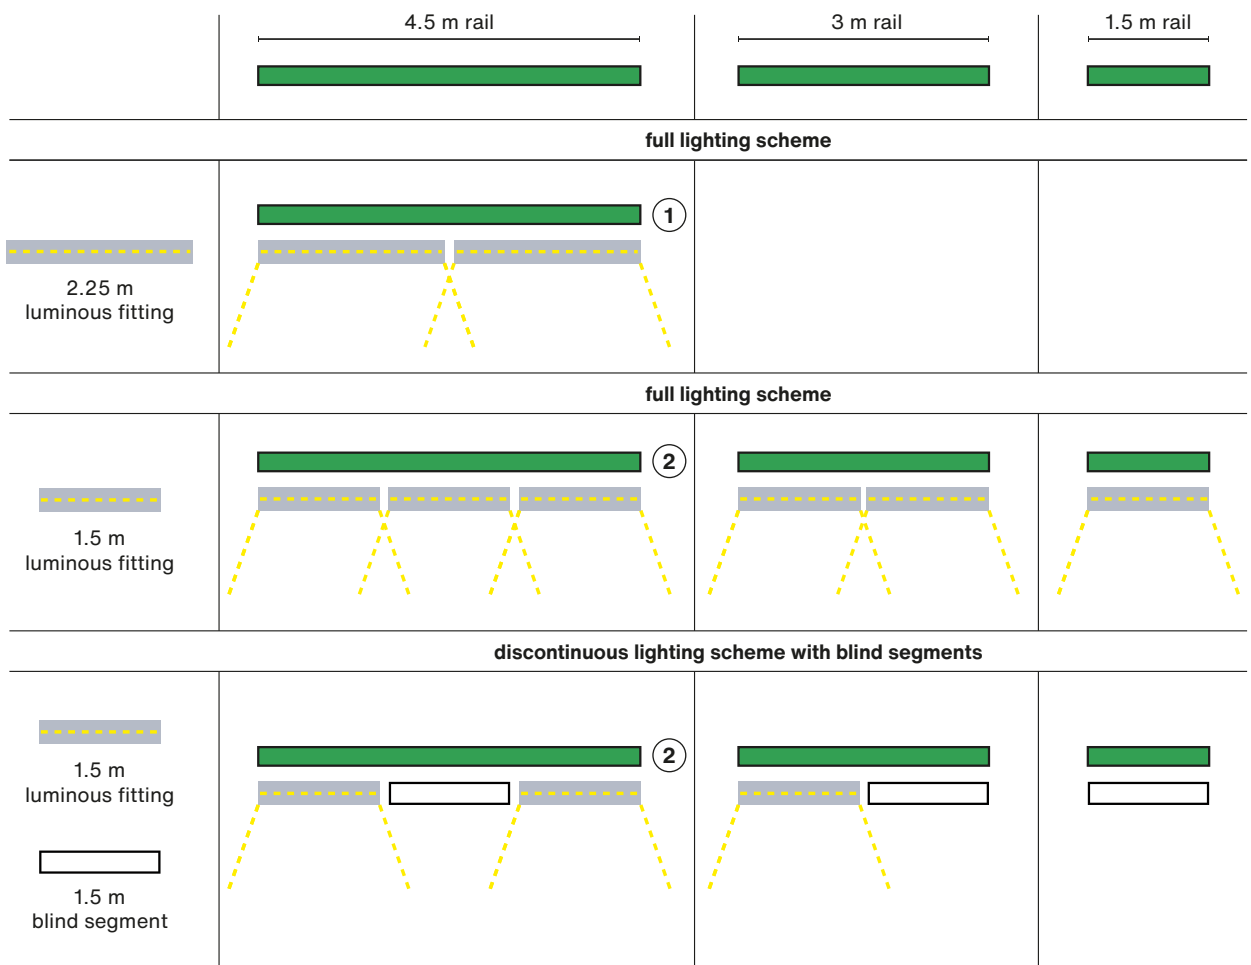 4.5 m rail
3 m rail
1.5 m rail
full lighting scheme
1
2.25 m
luminous fitting
full lighting scheme
2
1.5 m
luminous fitting
discontinuous lighting scheme with blind segments
2
1.5 m
luminous fitting
1.5 m
blind segment